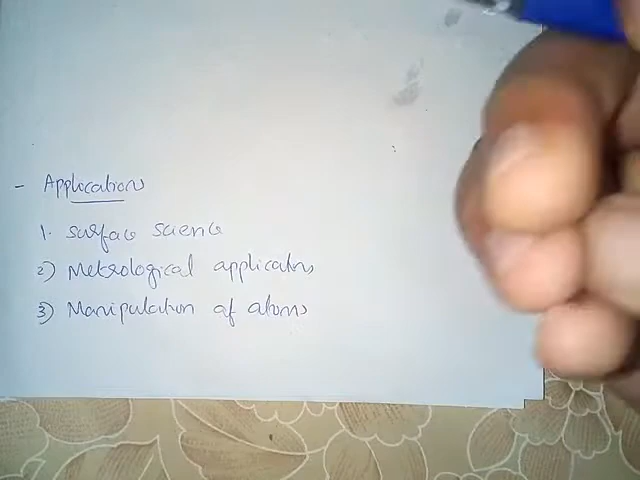 - Applications
1. Surface science
2) Metrological applications
3) Manipulation of atoms